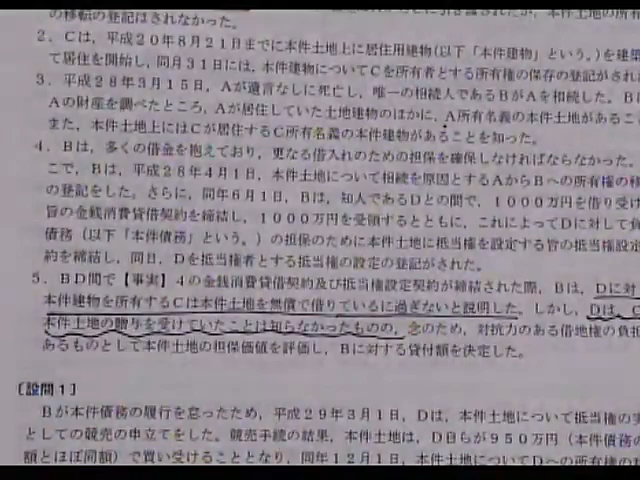 の移転の登記はされなかった。
2．Cは，平成20年8月21日までに本件土地上に居住用建物（以下「本件建物」という。）を建築
て居住を開始し，同月31日には，本件建物についてCを所有者とする所有権の保存の登記がされ
3．平成28年3月15日，Aが遺言なしに死亡し，唯一の相続人であるBがAを相続した。Bは
Aの財産を調べたところ，Aが居住していた土地建物のほかに，A所有名義の本件土地があるこ
また，本件土地上にはCが居住するC所有名義の本件建物があることを知った。
4．Bは，多くの借金を抱えており，更なる借入れのための担保を確保しなければならなかった。
こで，Bは，平成28年4月1日，本件土地について相続を原因とするAからBへの所有権の移
の登記をした。さらに，同年6月1日，Bは，知人であるDとの間で，1000万円を借り受け
旨の金銭消費貸借契約を締結し，1000万円を受領するとともに，これによってDに対して負
債務（以下「本件債務」という。）の担保のために本件土地に抵当権を設定する旨の抵当権設定
約を締結し，同日，Dを抵当権者とする抵当権の設定の登記がされた。
5．BD間で【事実】4の金銭消費貸借契約及び抵当権設定契約が締結された際，Bは，Dに対
本件建物を所有するCは本件土地を無償で借りているに過ぎないと説明した。しかし，Dは，C
本件土地の贈与を受けていたことは知らなかったものの，念のため，対抗力のある借地権の負担
あるものとして本件土地の担保価値を評価し，Bに対する貸付額を決定した。
〔設問1〕
Bが本件債務の履行を怠ったため，平成29年3月1日，Dは，本件土地について抵当権の実
としての競売の申立てをした。競売手続の結果，本件土地は，D自らが950万円（本件債務の
額とほぼ同額）で買い受けることとなり，同年12月1日，本件土地についてDへの所有権の移